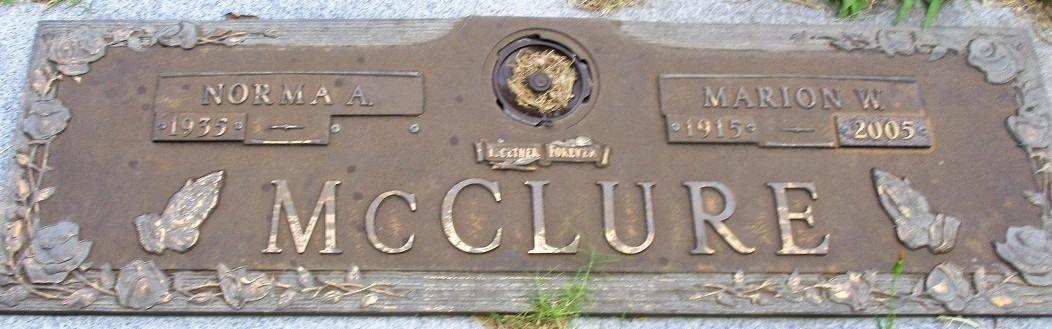 NORMA A.
1935 –
MARION W.
1915 – 2005
TOGETHER FOREVER
McCLURE